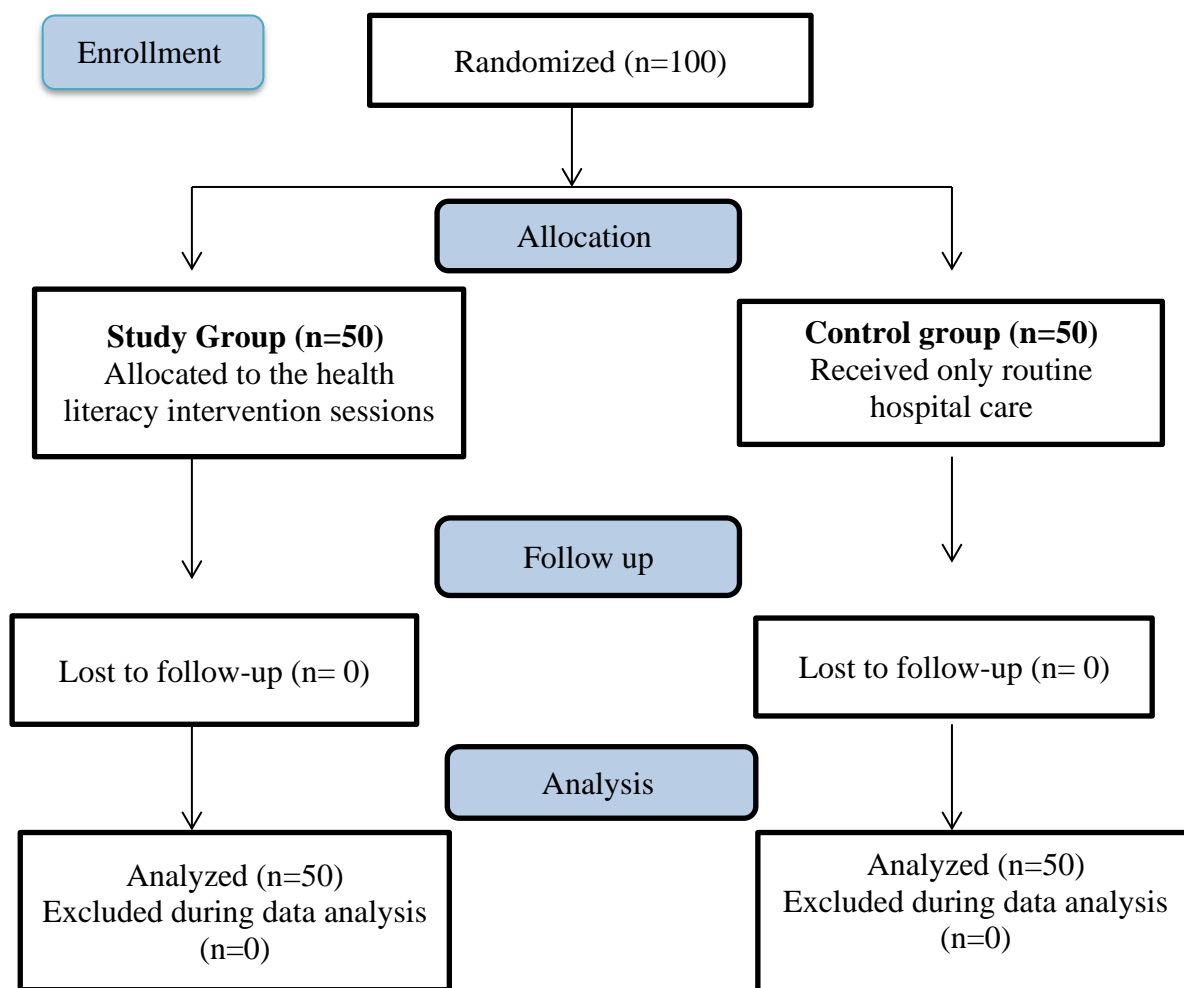 Enrollment
Randomized (n=100)
Allocation
Study Group (n=50)
Allocated to the health
literacy intervention sessions
Control group (n=50)
Received only routine
hospital care
Follow up
Lost to follow-up (n= 0)
Lost to follow-up (n= 0)
Analysis
Analyzed (n=50)
Excluded during data analysis
(n=0)
Analyzed (n=50)
Excluded during data analysis
(n=0)